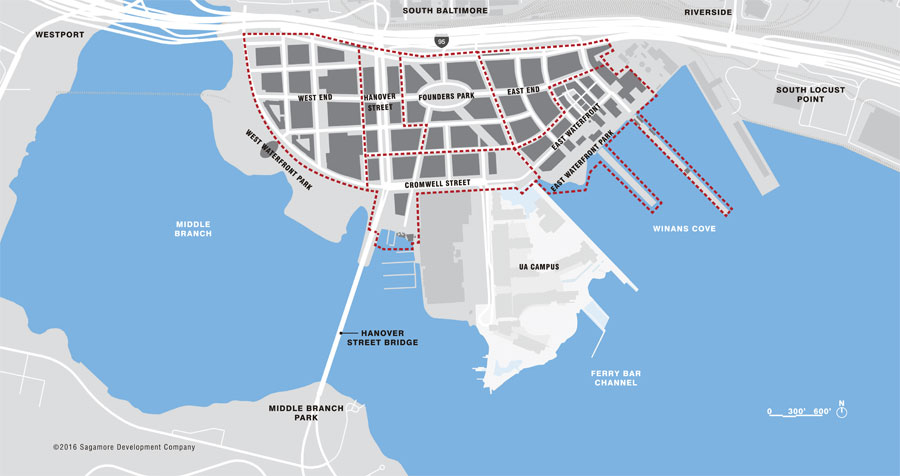 SOUTH BALTIMORE
RIVERSIDE
WESTPORT
95
SOUTH LOCUST
POINT
WEST END
HANOVER
STREET
FOUNDERS PARK
EAST END
EAST WATERFRONT
EAST WATERFRONT PARK
WEST WATERFRONT PARK
CROMWELL STREET
MIDDLE
BRANCH
WINANS COVE
UA CAMPUS
HANOVER
STREET BRIDGE
FERRY BAR
CHANNEL
MIDDLE BRANCH
PARK
N
0 300' 600'
©2016 Sagamore Development Company